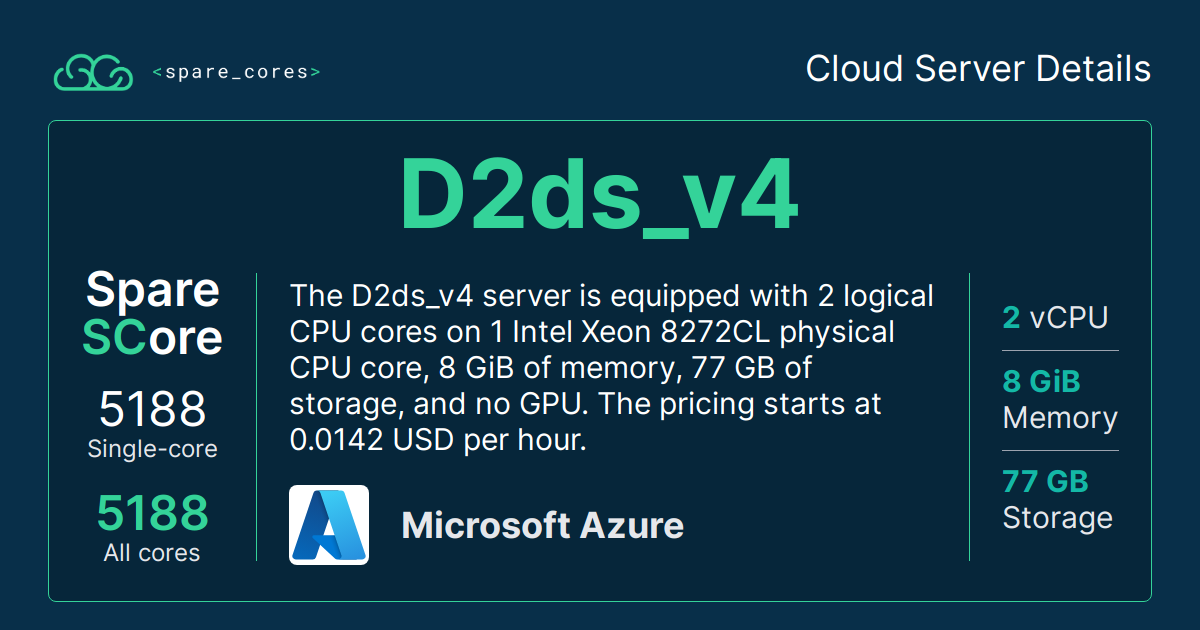 <spare_cores>
Cloud Server Details
D2ds_v4
Spare
SCore
5188
Single-core
5188
All cores
The D2ds_v4 server is equipped with 2 logical
CPU cores on 1 Intel Xeon 8272CL physical
CPU core, 8 GiB of memory, 77 GB of
storage, and no GPU. The pricing starts at
0.0142 USD per hour.
Microsoft Azure
2 vCPU
8 GiB
Memory
77 GB
Storage